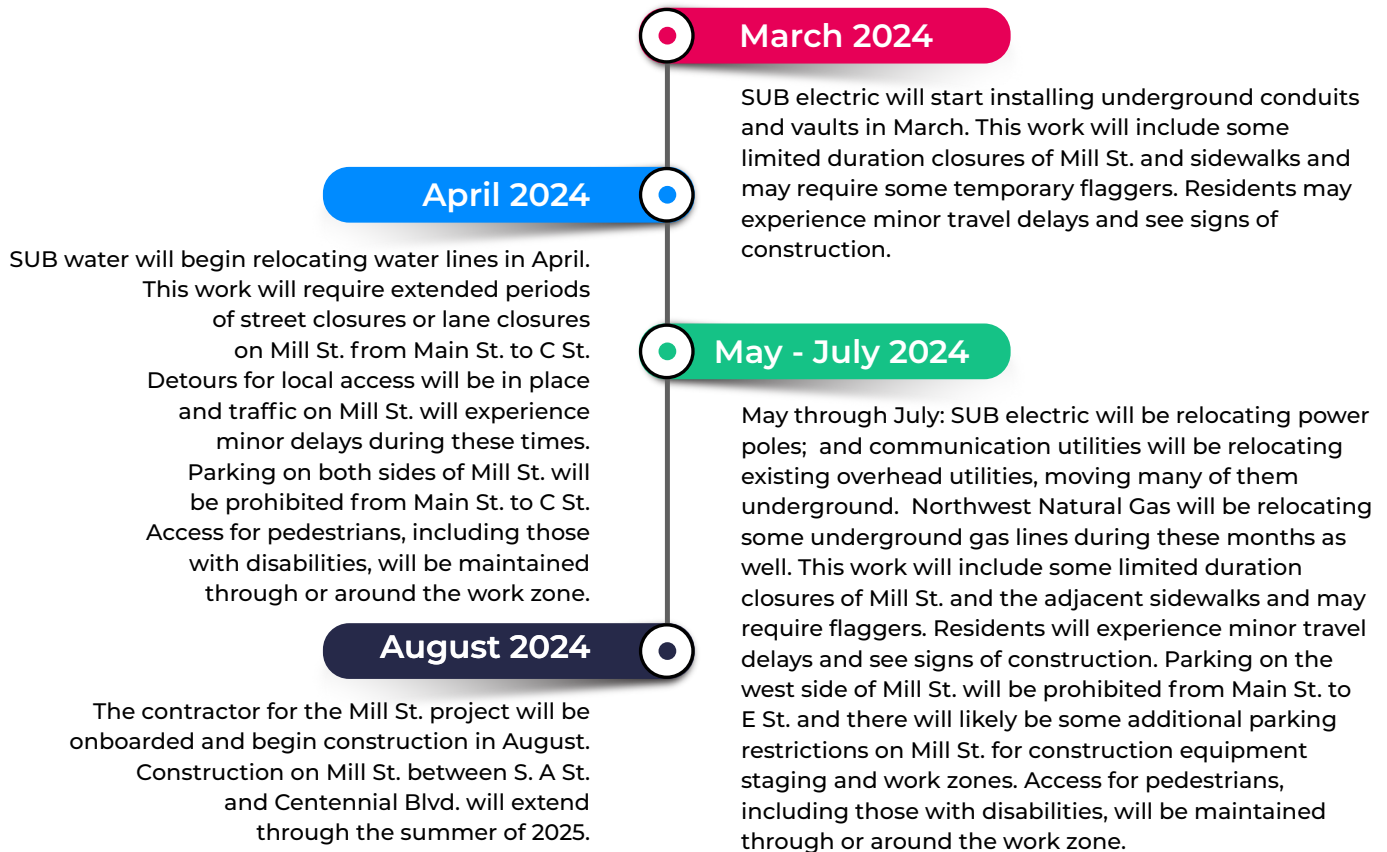 March 2024
SUB electric will start installing underground conduits
and vaults in March. This work will include some
limited duration closures of Mill St. and sidewalks and
may require some temporary flaggers. Residents may
experience minor travel delays and see signs of
construction.
April 2024
SUB water will begin relocating water lines in April.
This work will require extended periods
of street closures or lane closures
on Mill St. from Main St. to C St.
Detours for local access will be in place
and traffic on Mill St. will experience
minor delays during these times.
Parking on both sides of Mill St. will
be prohibited from Main St. to C St.
Access for pedestrians, including those
with disabilities, will be maintained
through or around the work zone.
May - July 2024
May through July: SUB electric will be relocating power
poles;  and communication utilities will be relocating
existing overhead utilities, moving many of them
underground.  Northwest Natural Gas will be relocating
some underground gas lines during these months as
well. This work will include some limited duration
closures of Mill St. and the adjacent sidewalks and may
require flaggers. Residents will experience minor travel
delays and see signs of construction. Parking on the
west side of Mill St. will be prohibited from Main St. to
E St. and there will likely be some additional parking
restrictions on Mill St. for construction equipment
staging and work zones. Access for pedestrians,
including those with disabilities, will be maintained
through or around the work zone.
August 2024
The contractor for the Mill St. project will be
onboarded and begin construction in August.
Construction on Mill St. between S. A St.
and Centennial Blvd. will extend
through the summer of 2025.